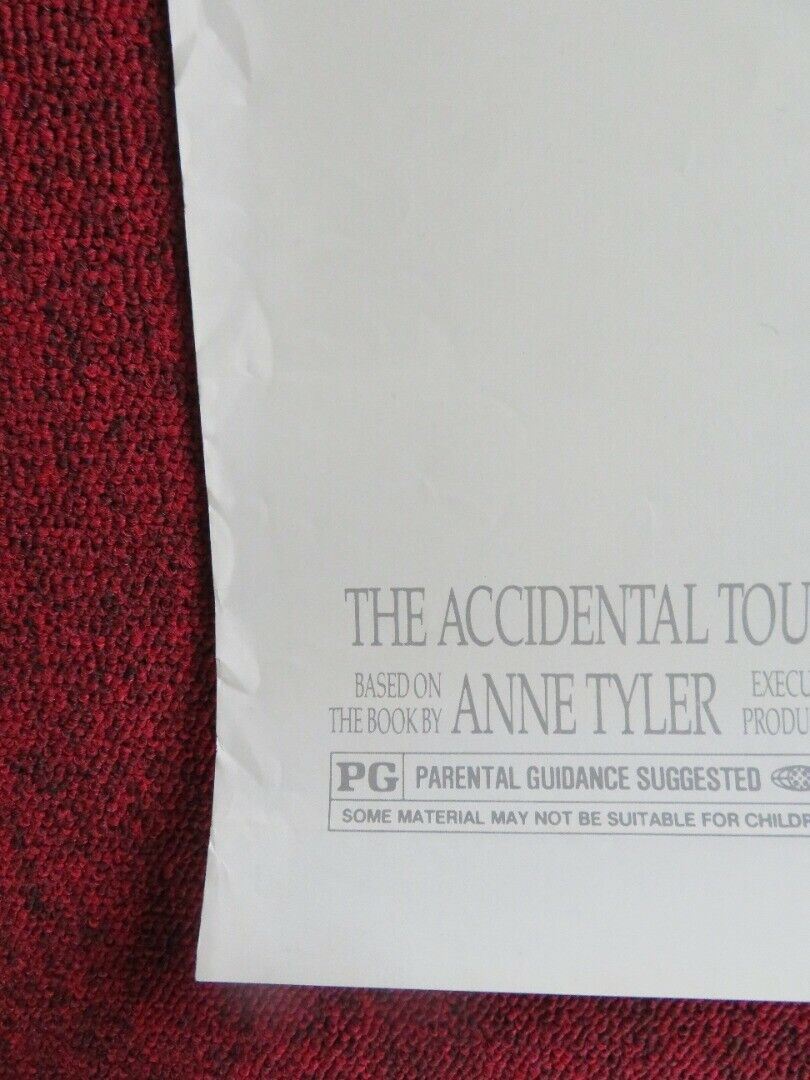 THE ACCIDENTAL TOU
BASED ON
THE BOOK BY ANNE TYLER
EXECU
PRODU
PG PARENTAL GUIDANCE SUGGESTED
SOME MATERIAL MAY NOT BE SUITABLE FOR CHILDR